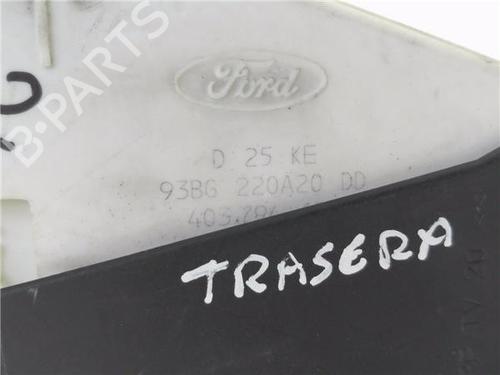 Ford
D 25 KE
93BG 220A20 DD
TRASERA
B-PARTS